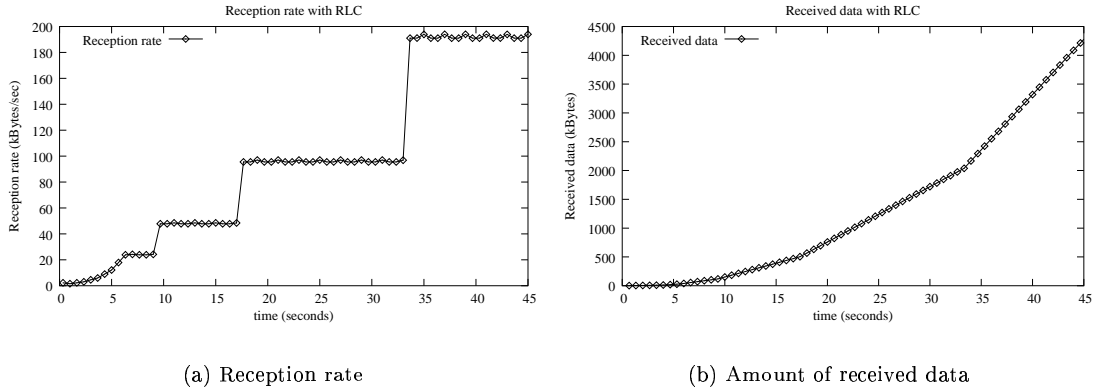 Reception rate with RLC
Reception rate
Reception rate (kBytes/sec)
200
180
160
140
120
100
80
60
40
20
0
0 5 10 15 20 25 30 35 40 45
time (seconds)
(a) Reception rate
Received data with RLC
Received data
Received data (kBytes)
4500
4000
3500
3000
2500
2000
1500
1000
500
0
0 5 10 15 20 25 30 35 40 45
time (seconds)
(b) Amount of received data